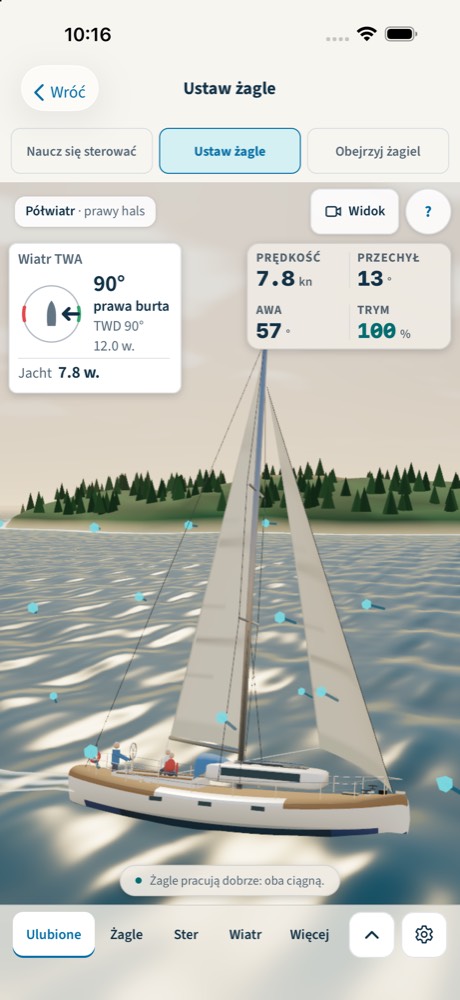 10:16
Wróć
Ustaw żagle
Naucz się sterować
Ustaw żagle
Obejrzyj żagiel
Półwiatr · prawy hals
Widok
?
Wiatr TWA
90°
prawa burta
TWD 90°
12.0 w.
Jacht 7.8 w.
PRĘDKOŚĆ
7.8 kn
PRZECHYŁ
13 °
AWA
57 °
TRYM
100 %
Żagle pracują dobrze: oba ciągną.
Ulubione
Żagle
Ster
Wiatr
Więcej